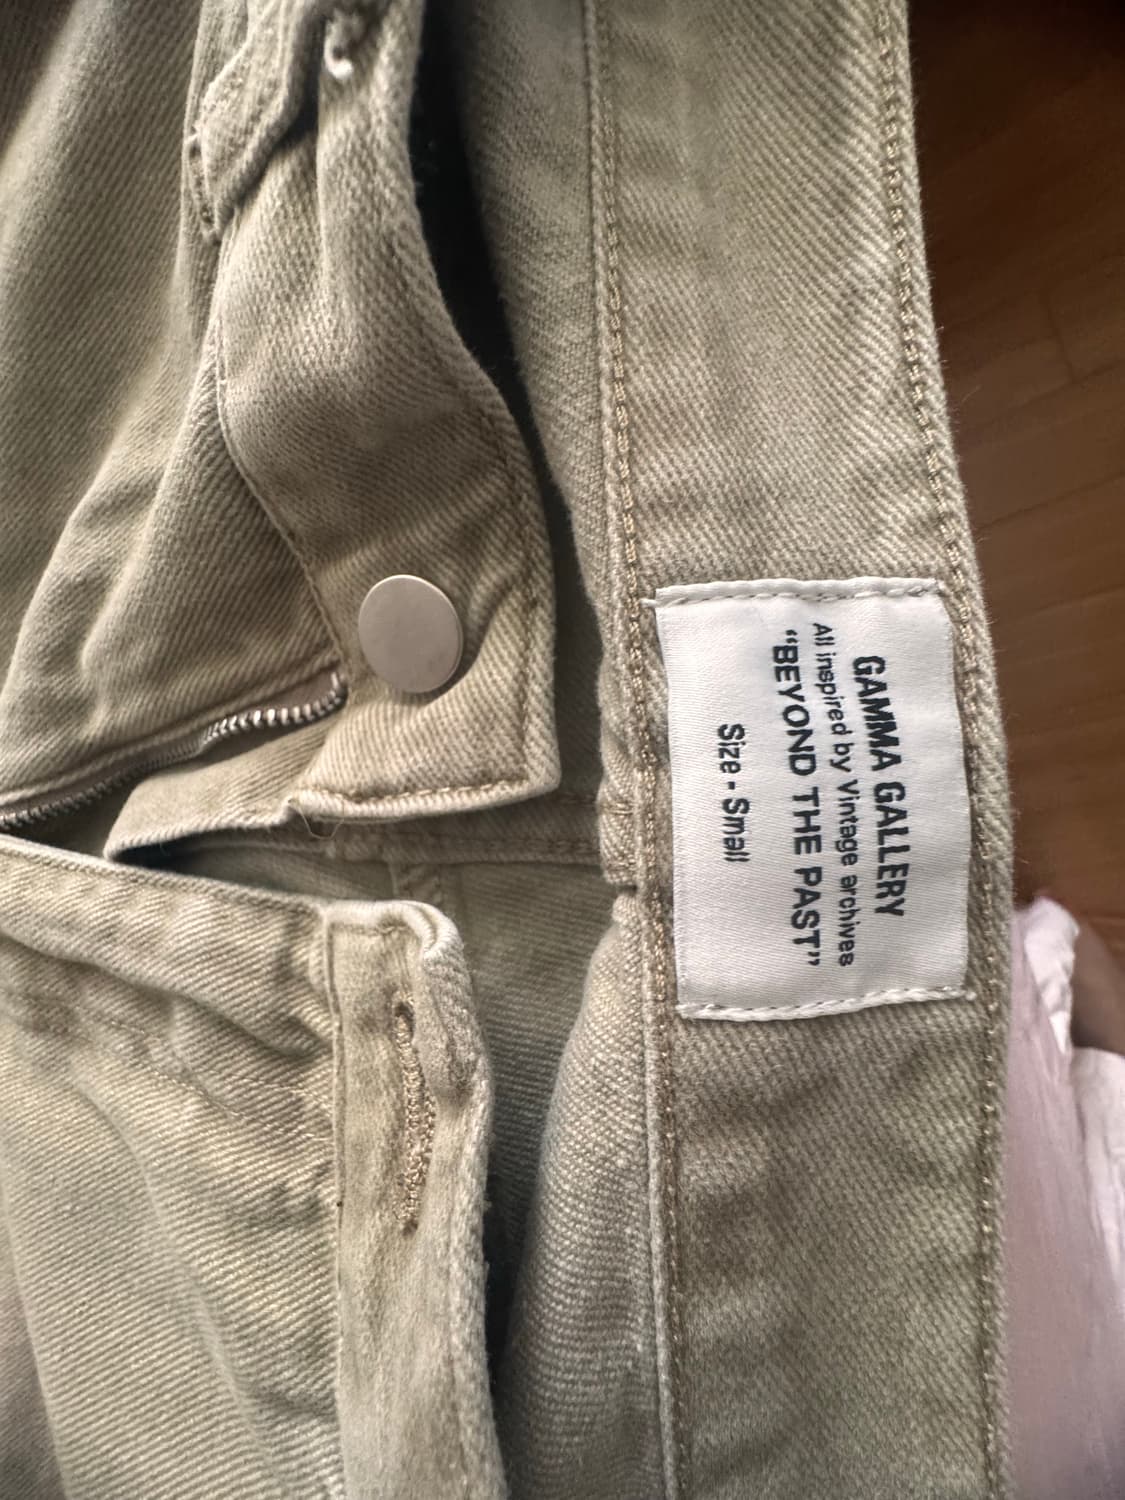 GAMMA GALLERY
All inspired by Vintage archives
“BEYOND THE PAST”
Size - Small